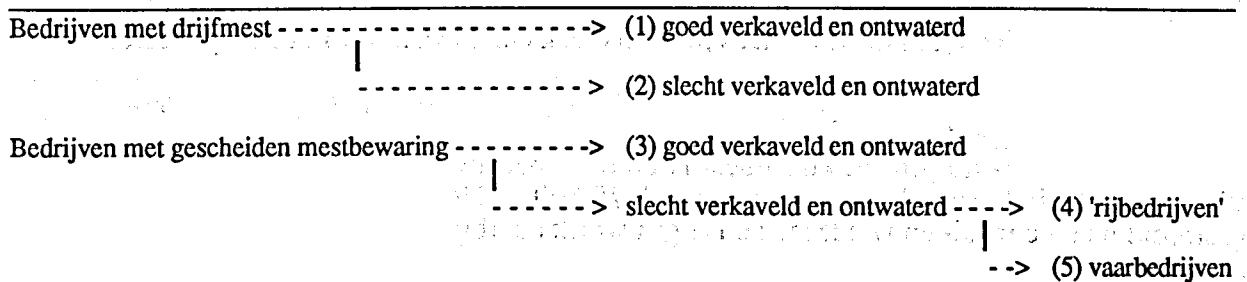 Bedrijven met drijfmest - - - - - - - - - - - - - - - - - - - -> (1) goed verkaveld en ontwaterd
- - - - - - - - - - - - - - > (2) slecht verkaveld en ontwaterd
Bedrijven met gescheiden mestbewaring - - - - - - - - -> (3) goed verkaveld en ontwaterd
- - - - - - > slecht verkaveld en ontwaterd - - - -> (4) 'rijbedrijven'
- -> (5) vaarbedrijven